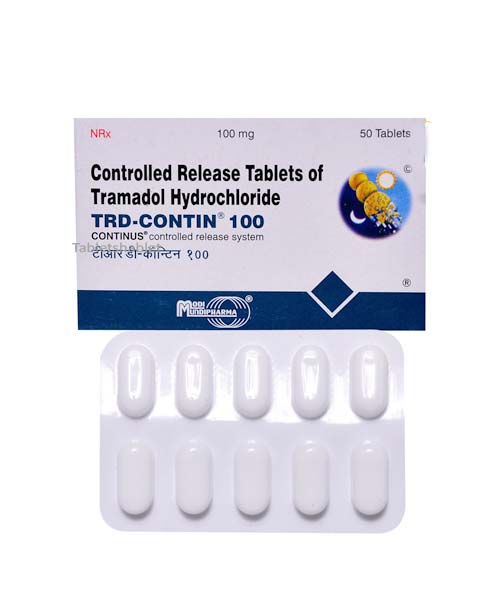 NRx 100 mg 50 Tablets
Controlled Release Tablets of
Tramadol Hydrochloride
©
TRD-CONTIN® 100
CONTINUS® controlled release system
Tabletshablet
टीआर डी-कॉन्टिन १००
®
MODI ®
MUNDIPHARMA